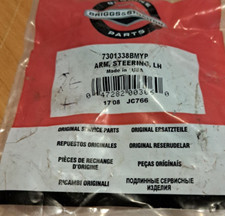 BRIGGS & STRATTON
7301338BMYP
ARM, STEERING, LH
Made in USA
1708 JC766
ORIGINAL SERVICE PARTS
ORIGINAL ERSATZTEILE
REPUESTOS ORIGINALES
ORIGINAL RESERVDELAR
PIÈCES DE RECHANGE
D'ORIGINE
PEÇAS ORIGINAIS
RICAMBI ORIGINALI
ПОДЛИННЫЕ СЕРВИСНЫЕ
ИЗДЕЛИЯ